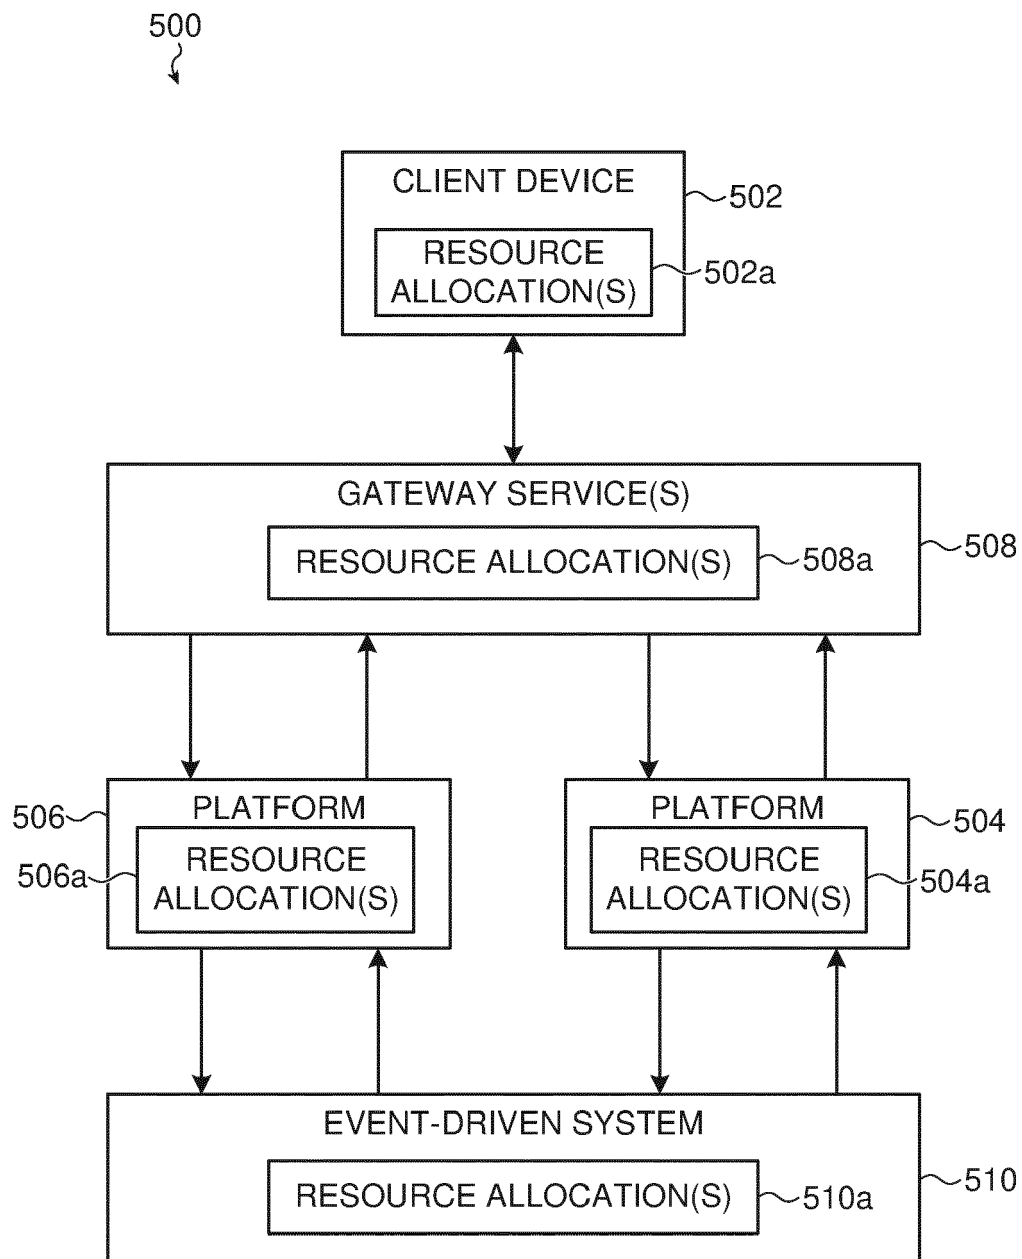 500
CLIENT DEVICE
502
RESOURCE
ALLOCATION(S)
502a
GATEWAY SERVICE(S)
RESOURCE ALLOCATION(S)
508a
508
506
PLATFORM
506a
RESOURCE
ALLOCATION(S)
PLATFORM
504
RESOURCE
ALLOCATION(S)
504a
EVENT-DRIVEN SYSTEM
RESOURCE ALLOCATION(S)
510a
510